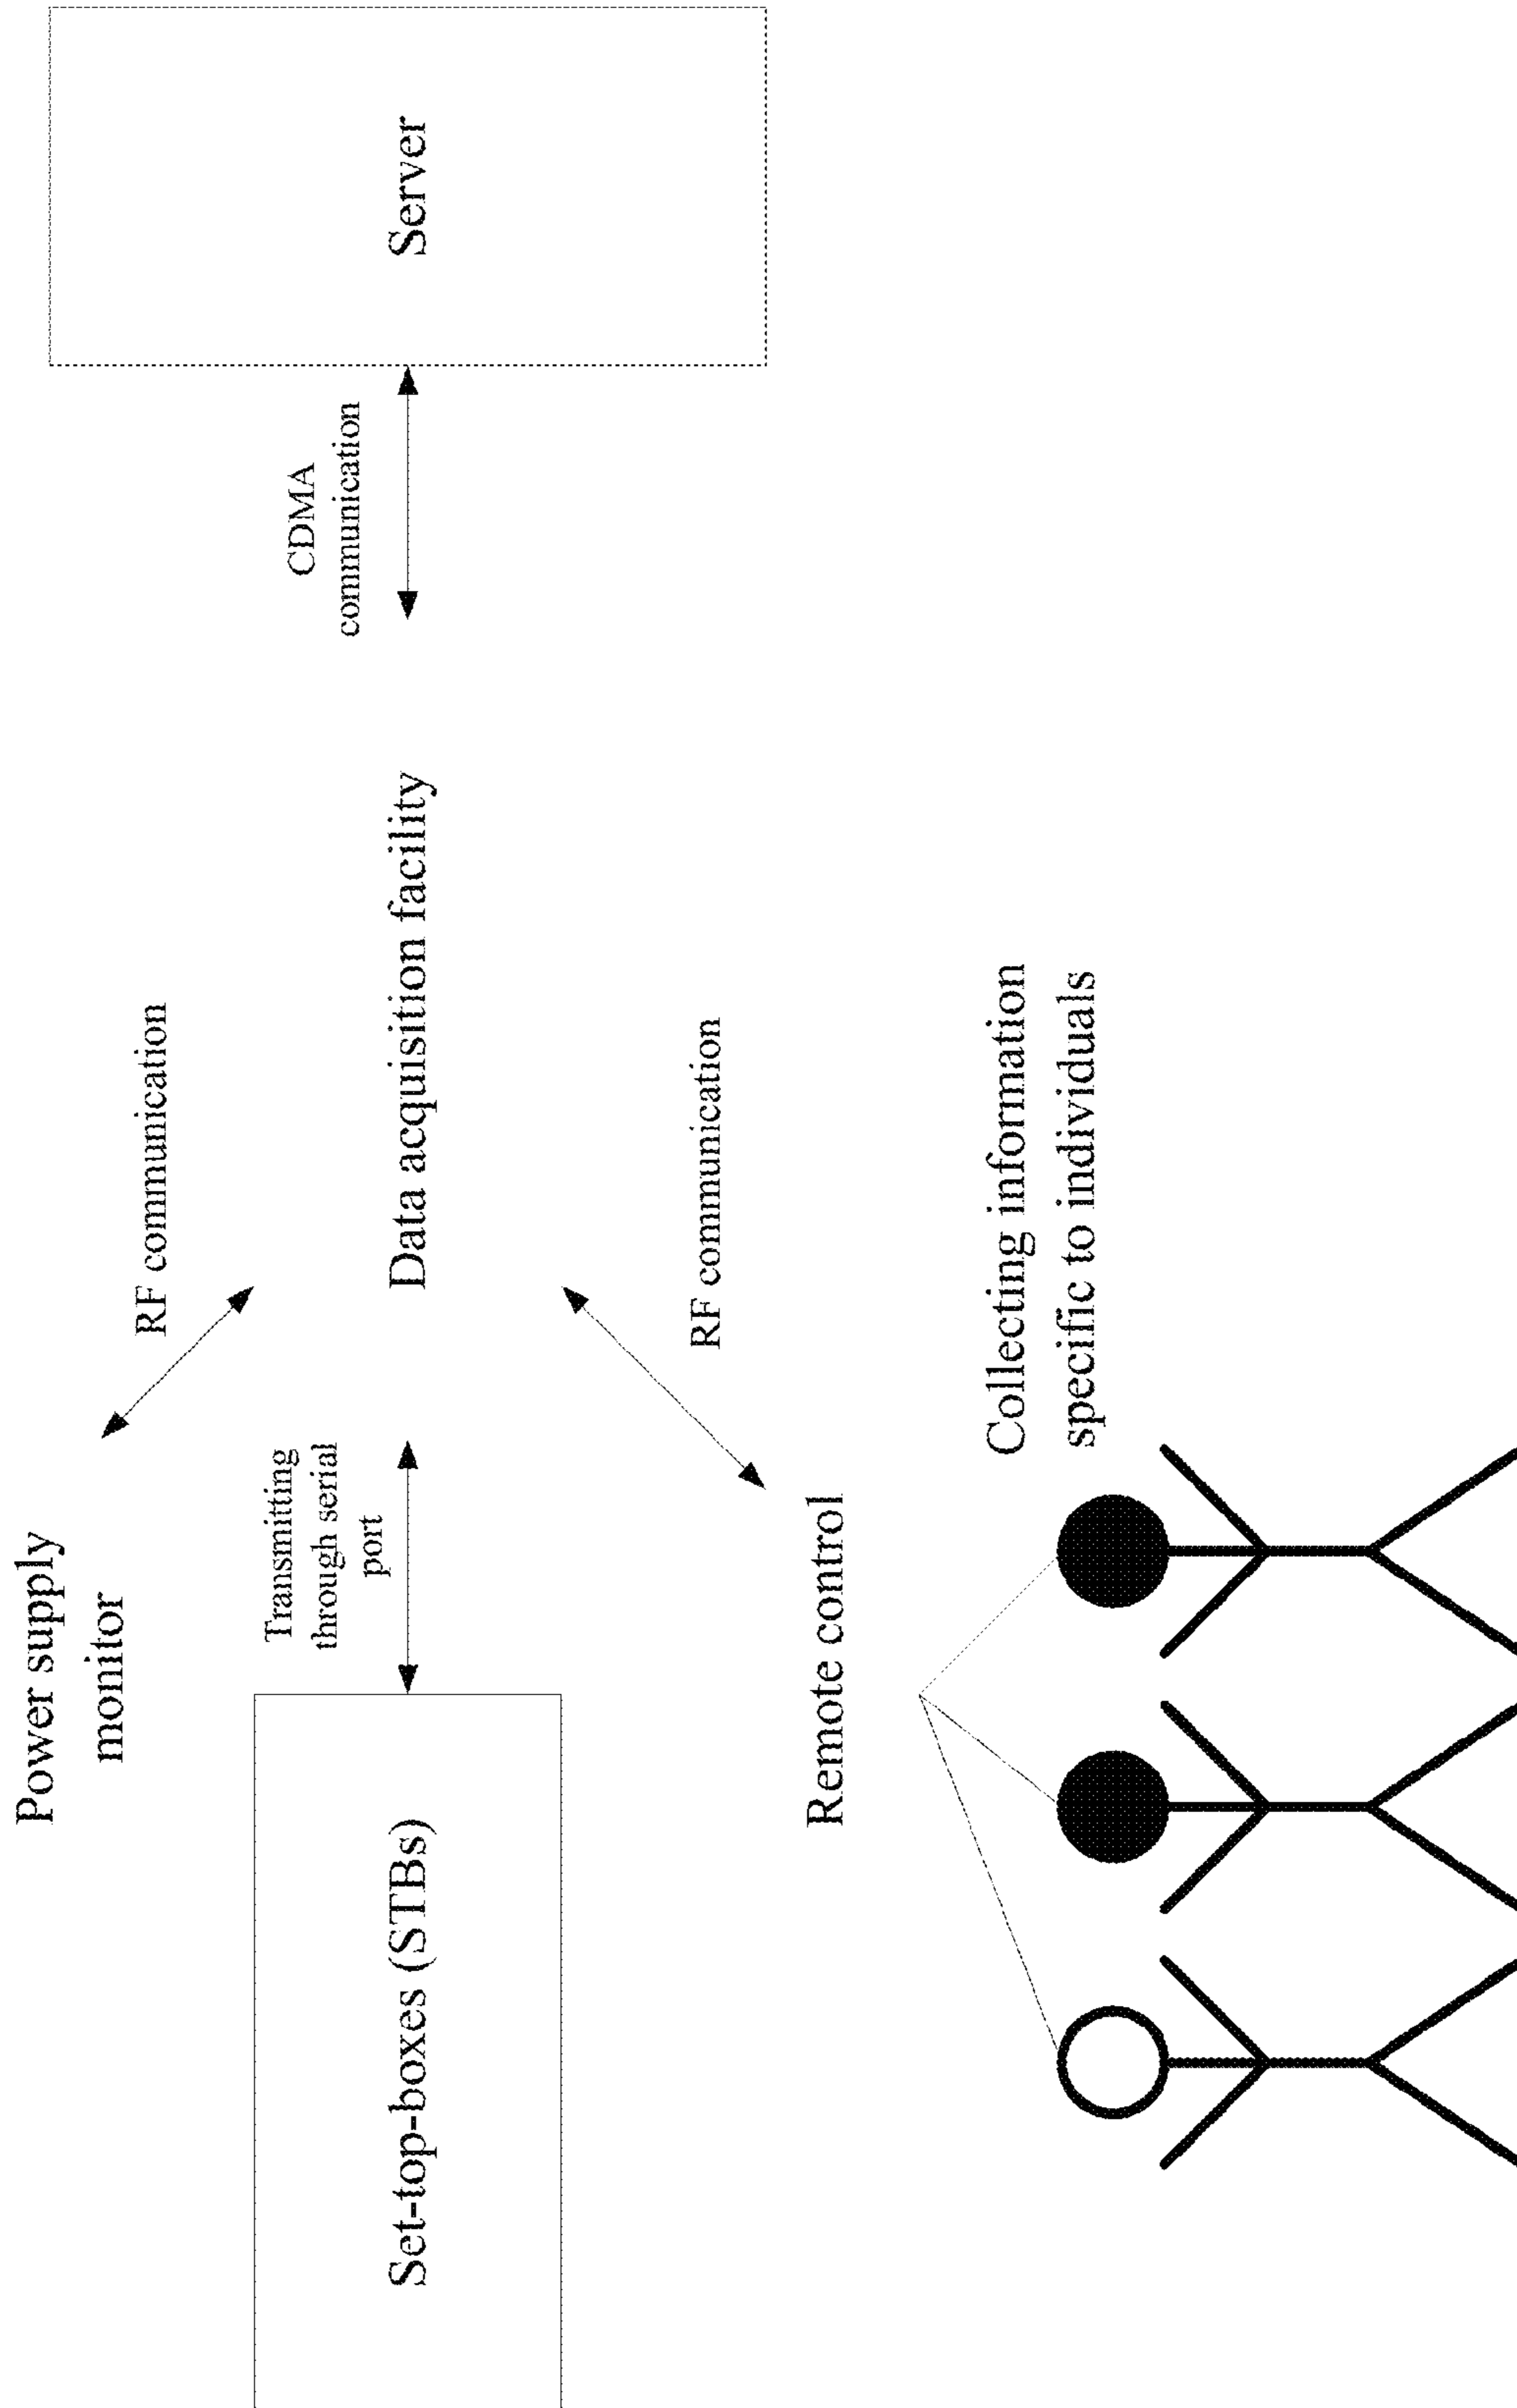 Power supply
monitor
RF communication
Transmitting
through serial
port
CDMA
communication
Set-top-boxes (STBs)
Data acquisition facility
Server
RF communication
Remote control
Collecting information
specific to individuals